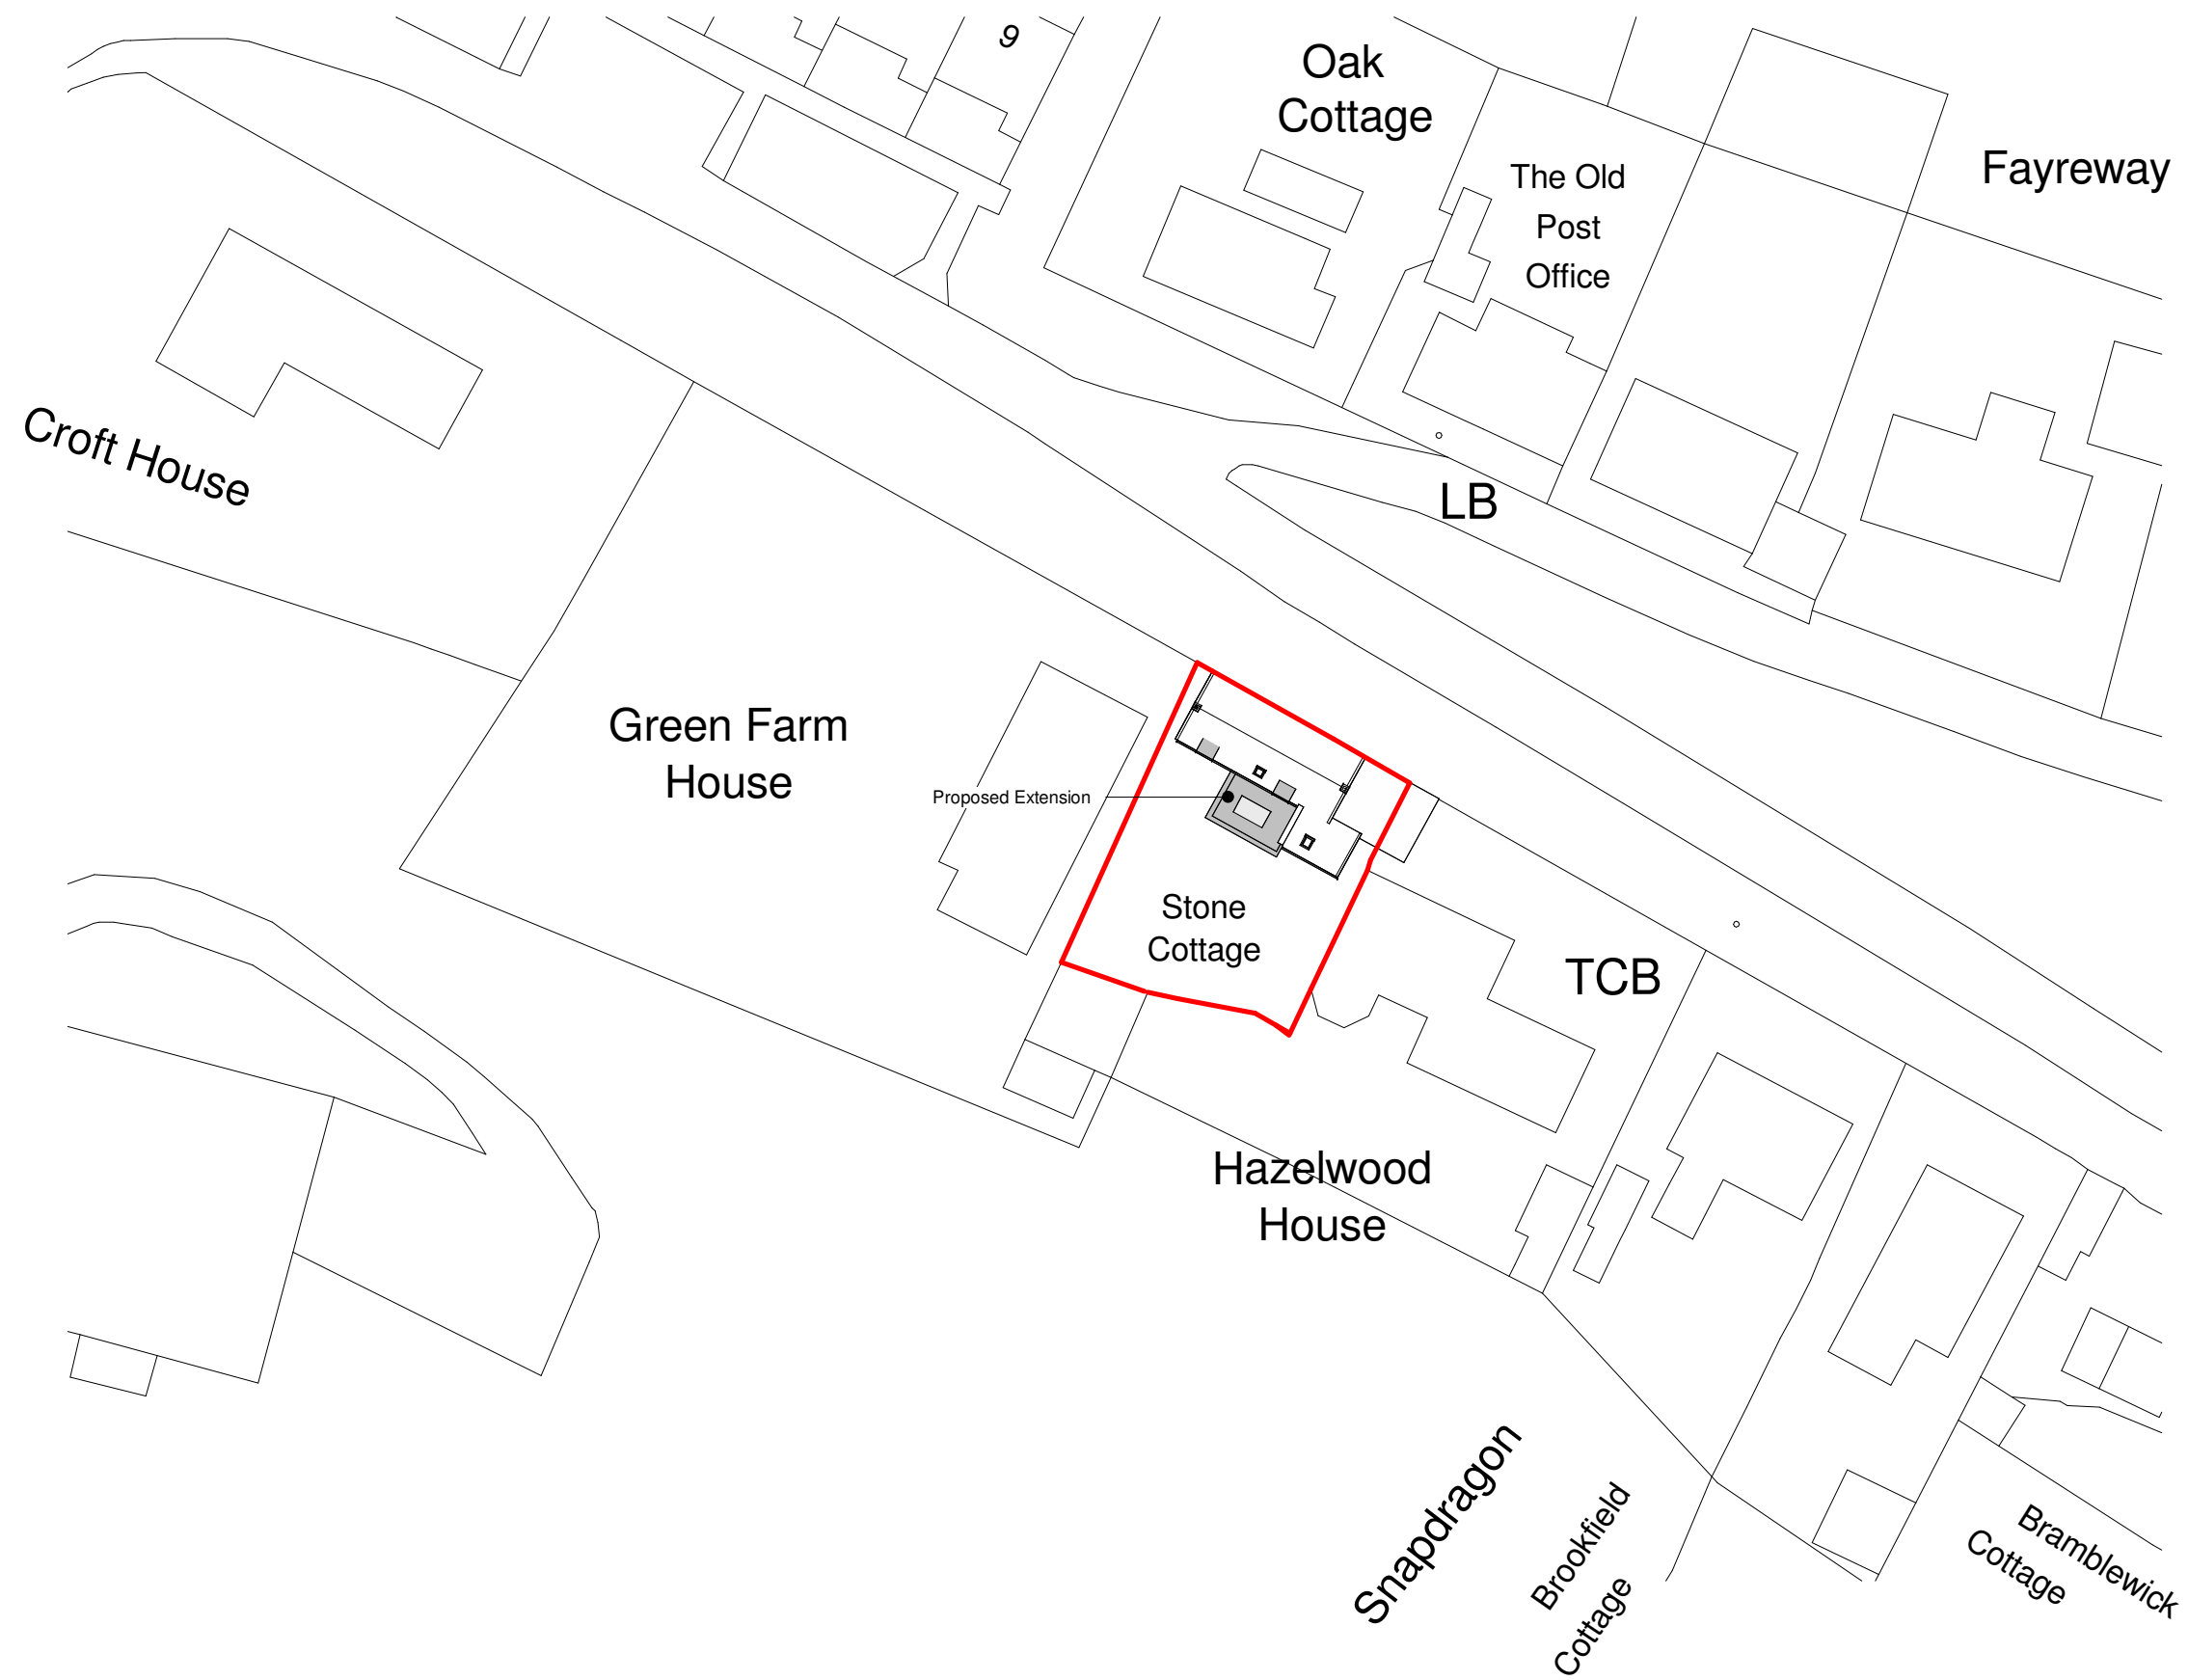 9
Oak
Cottage
The Old
Post
Office
Fayreway
Croft House
LB
Green Farm
House
Proposed Extension
Stone
Cottage
TCB
Hazelwood
House
Snapdragon
Brookfield
Cottage
Bramblewick
Cottage